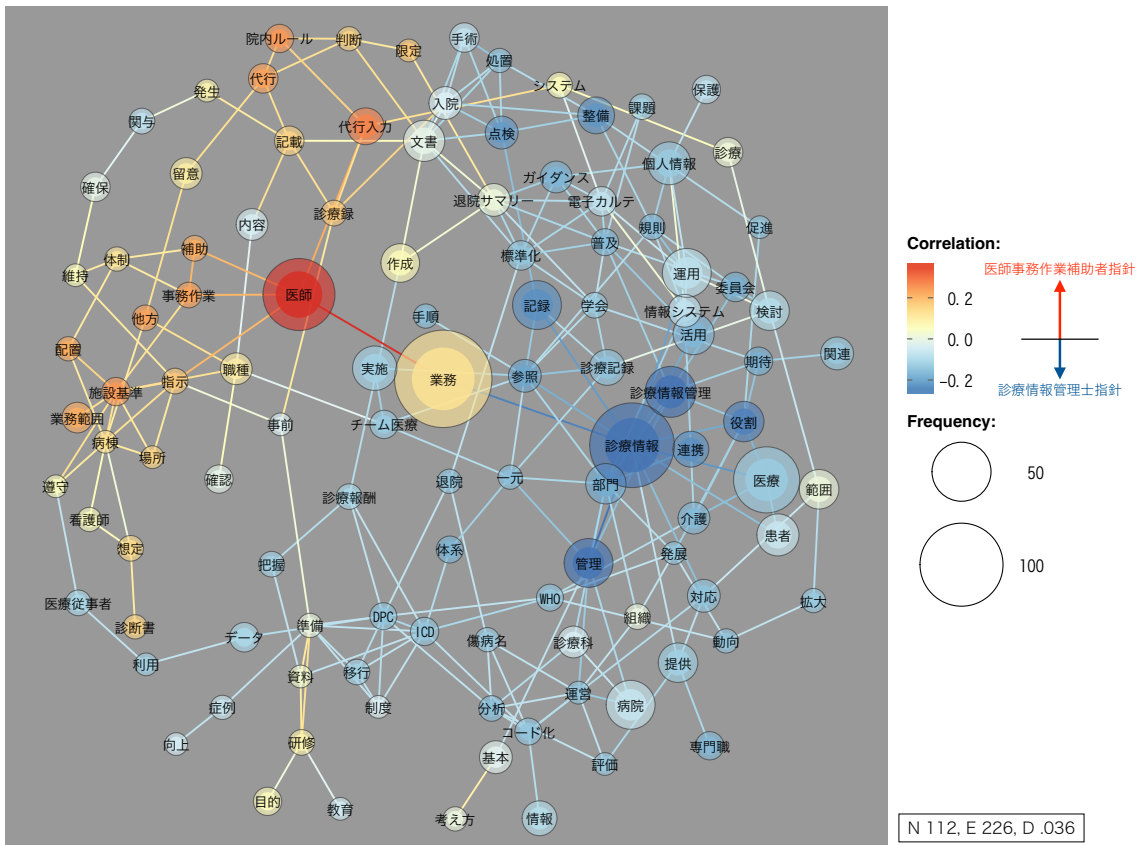 手術
院内ルール
判断
限定
処置
代行
システム
保護
発生
入院
課題
関与
代行入力
整備
点検
記載
文書
診療
個人情報
留意
ガイダンス
確保
退院サマリー
電子カルテ
診療録
内容
規則
促進
補助
普及
標準化
体制
作成
維持
運用
委員会
事務作業
医師
記録
学会
情報システム
検討
他方
手順
活用
配置
関連
実施
診療記録
期待
職種
業務
参照
指示
施設基準
診療情報管理
業務範囲
事前
チーム医療
役割
病棟
診療情報
連携
場所
確認
退院
一元
部門
医療
遵守
診療報酬
範囲
看護師
介護
患者
想定
体系
発展
把握
管理
医療従事者
WHO
対応
拡大
診断書
準備
DPC
組織
データ
ICD
傷病名
診療科
動向
利用
提供
資料
移行
運営
症例
制度
分析
病院
向上
研修
コード化
専門職
基本
評価
目的
教育
考え方
情報
Correlation:
医師事務作業補助者指針
0.2
0.0
−0.2
診療情報管理士指針
Frequency:
50
100
N 112, E 226, D .036